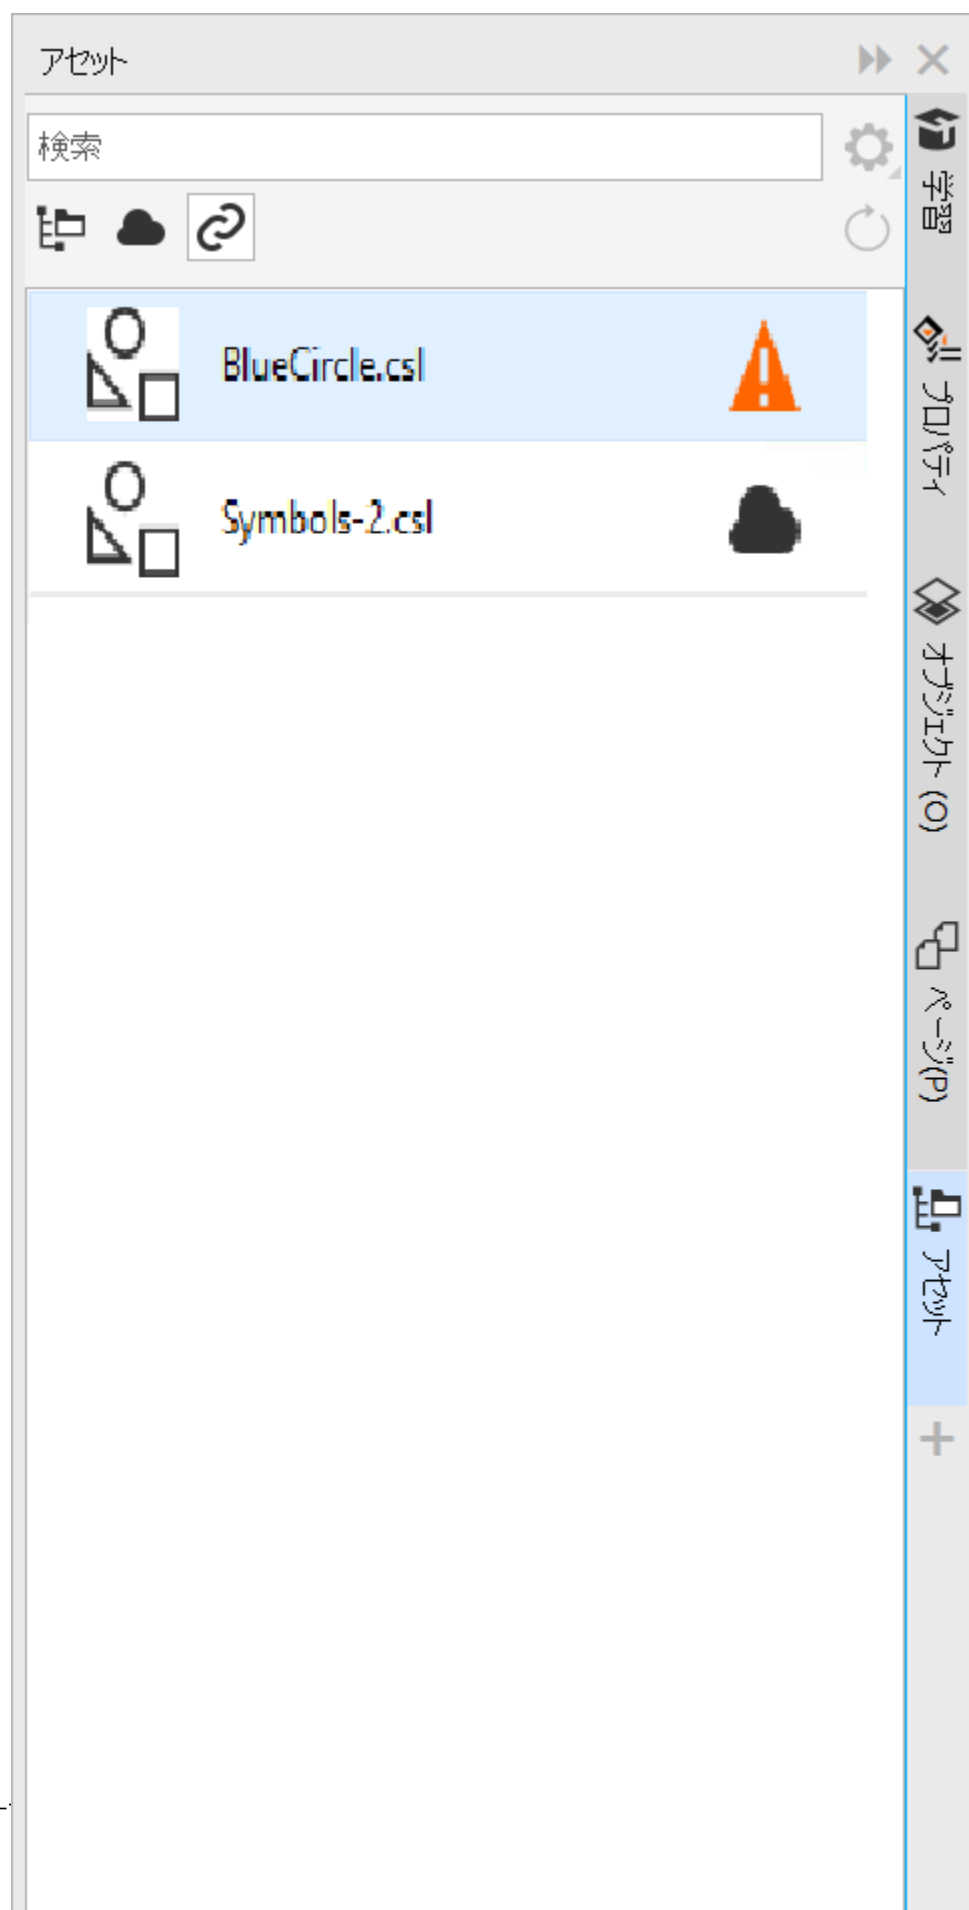 アセット
検索
BlueCircle.csl
Symbols-2.csl
学習
プロパティ
オブジェクト (O)
ページ(P)
アセット